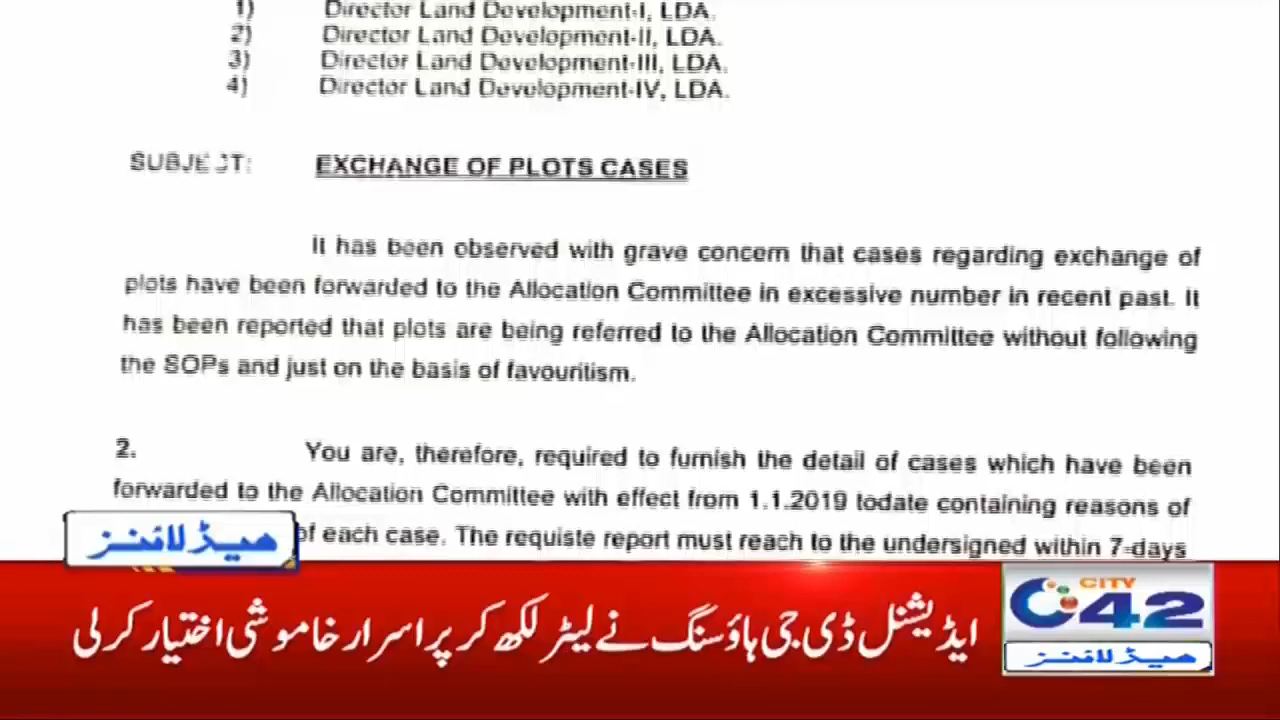 1) Director Land Development-I, LDA.
2) Director Land Development-II, LDA.
3) Director Land Development-III, LDA.
4) Director Land Development-IV, LDA.
SUBJECT: EXCHANGE OF PLOTS CASES
It has been observed with grave concern that cases regarding exchange of
plots have been forwarded to the Allocation Committee in excessive number in recent past. It
has been reported that plots are being referred to the Allocation Committee without following
the SOPs and just on the basis of favouritism.
2. You are, therefore, required to furnish the detail of cases which have been
forwarded to the Allocation Committee with effect from 1.1.2019 todate containing reasons of
of each case. The requiste report must reach to the undersigned within 7-days
ہیڈ لائنز
ایڈیشنل ڈی جی ہاؤسنگ نے لیٹر لکھ کر پراسرار خاموشی اختیار کر لی
CITY
42
ہیڈ لائنز